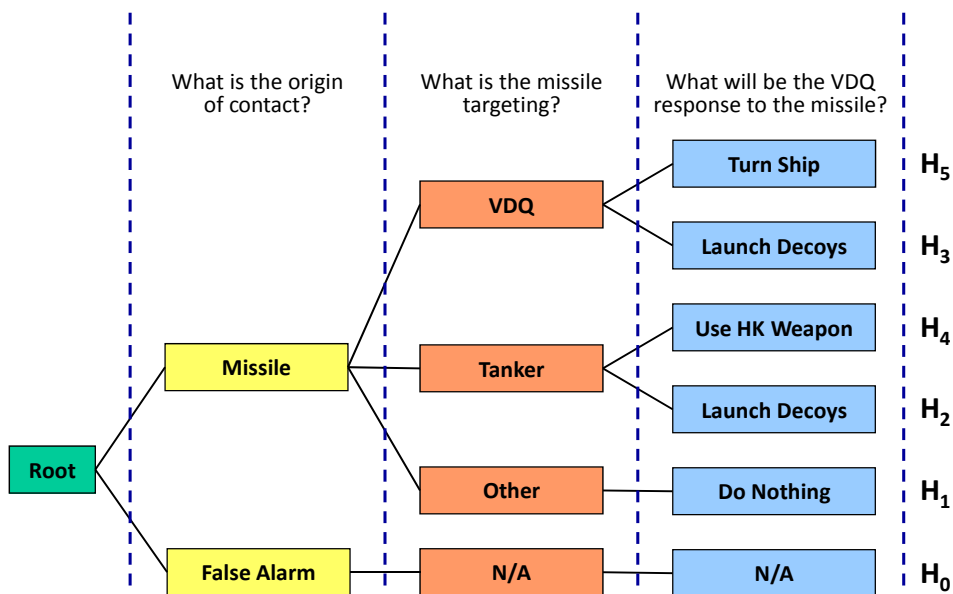 What is the origin
of contact?
What is the missile
targeting?
What will be the VDQ
response to the missile?
Turn Ship
H5
VDQ
Launch Decoys
H3
Use HK Weapon
H4
Missile
Tanker
Launch Decoys
H2
Root
Other
Do Nothing
H1
False Alarm
N/A
N/A
H0